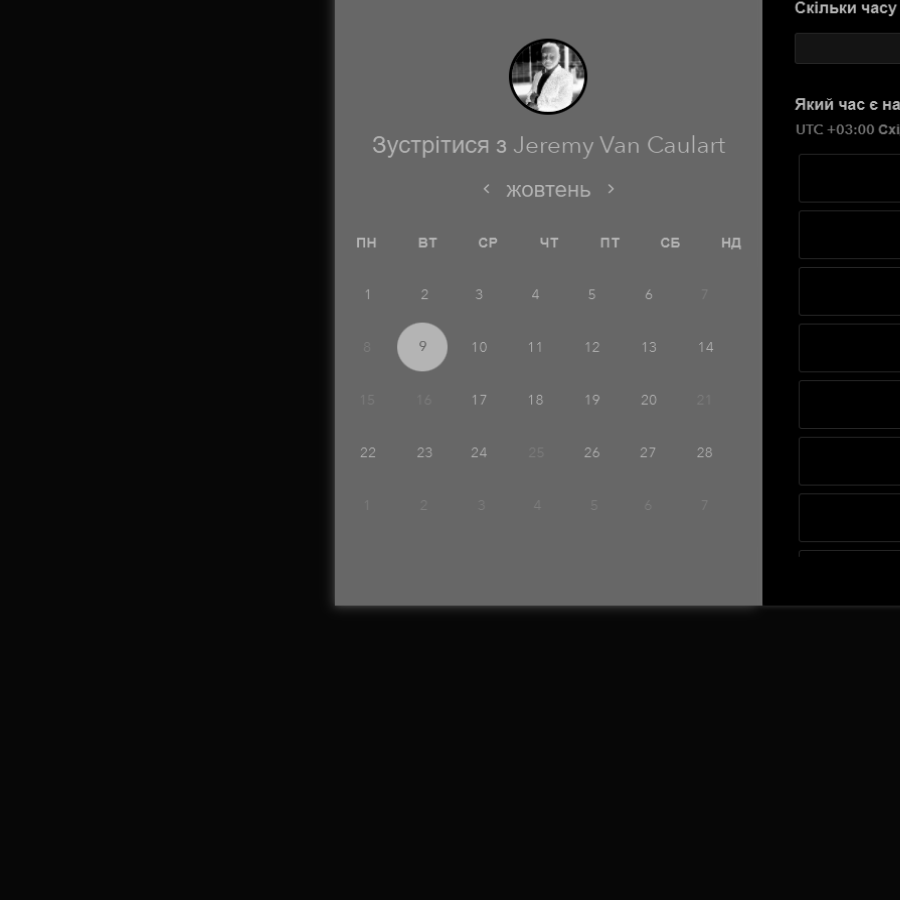 Скільки часу
Зустрітися з Jeremy Van Caulart
Який час є на
UTC +03:00 Схі
жовтень
ПН ВТ СР ЧТ ПТ СБ НД
1 2 3 4 5 6 7
8 9 10 11 12 13 14
15 16 17 18 19 20 21
22 23 24 25 26 27 28
1 2 3 4 5 6 7